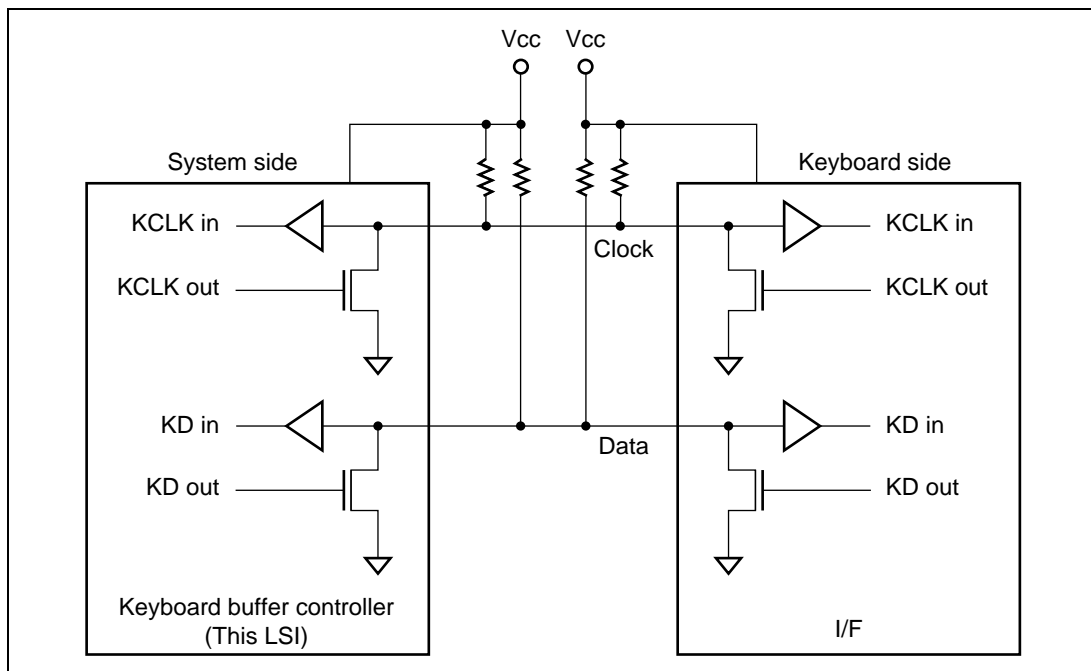 Vcc
Vcc
System side
Keyboard side
KCLK in
KCLK in
Clock
KCLK out
KCLK out
KD in
KD in
Data
KD out
KD out
Keyboard buffer controller
(This LSI)
I/F